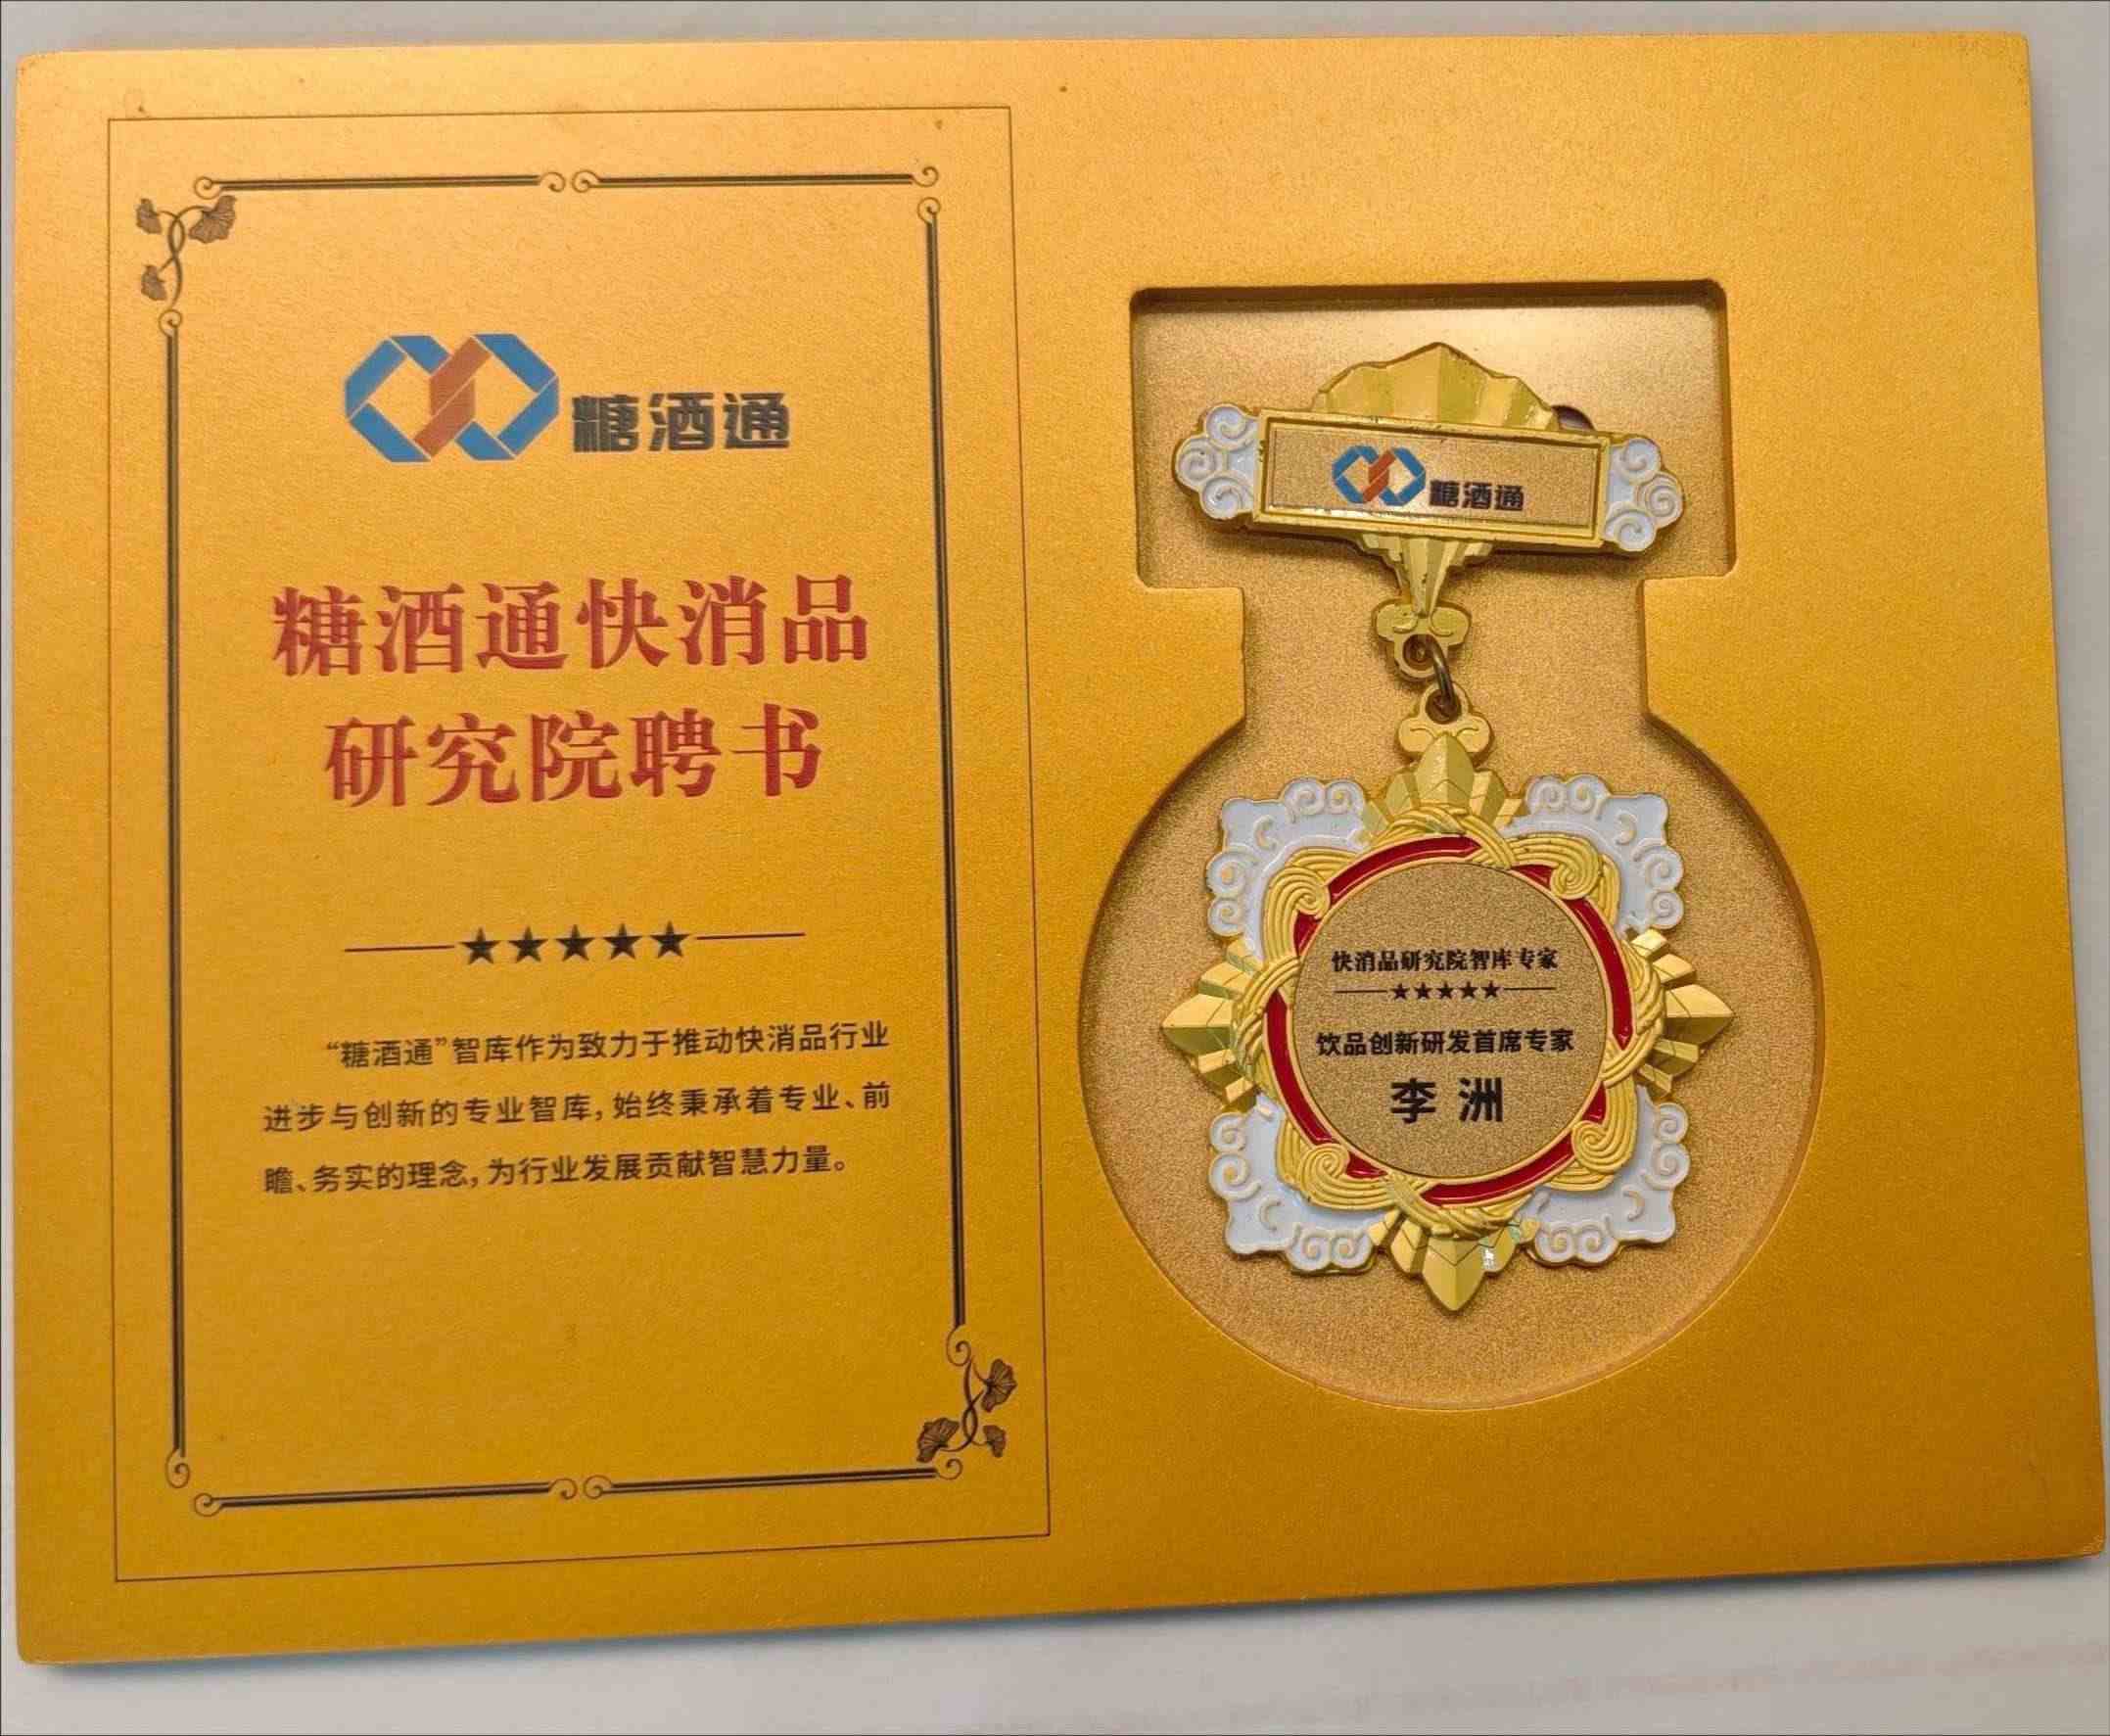 糖酒通
糖酒通快消品
研究院聘书
★★★★★
“糖酒通”智库作为致力于推动快消品行业
进步与创新的专业智库,始终秉承着专业、前
瞻、务实的理念,为行业发展贡献智慧力量。
糖酒通
快消品研究院智库专家
★★★★★
饮品创新研发首席专家
李洲